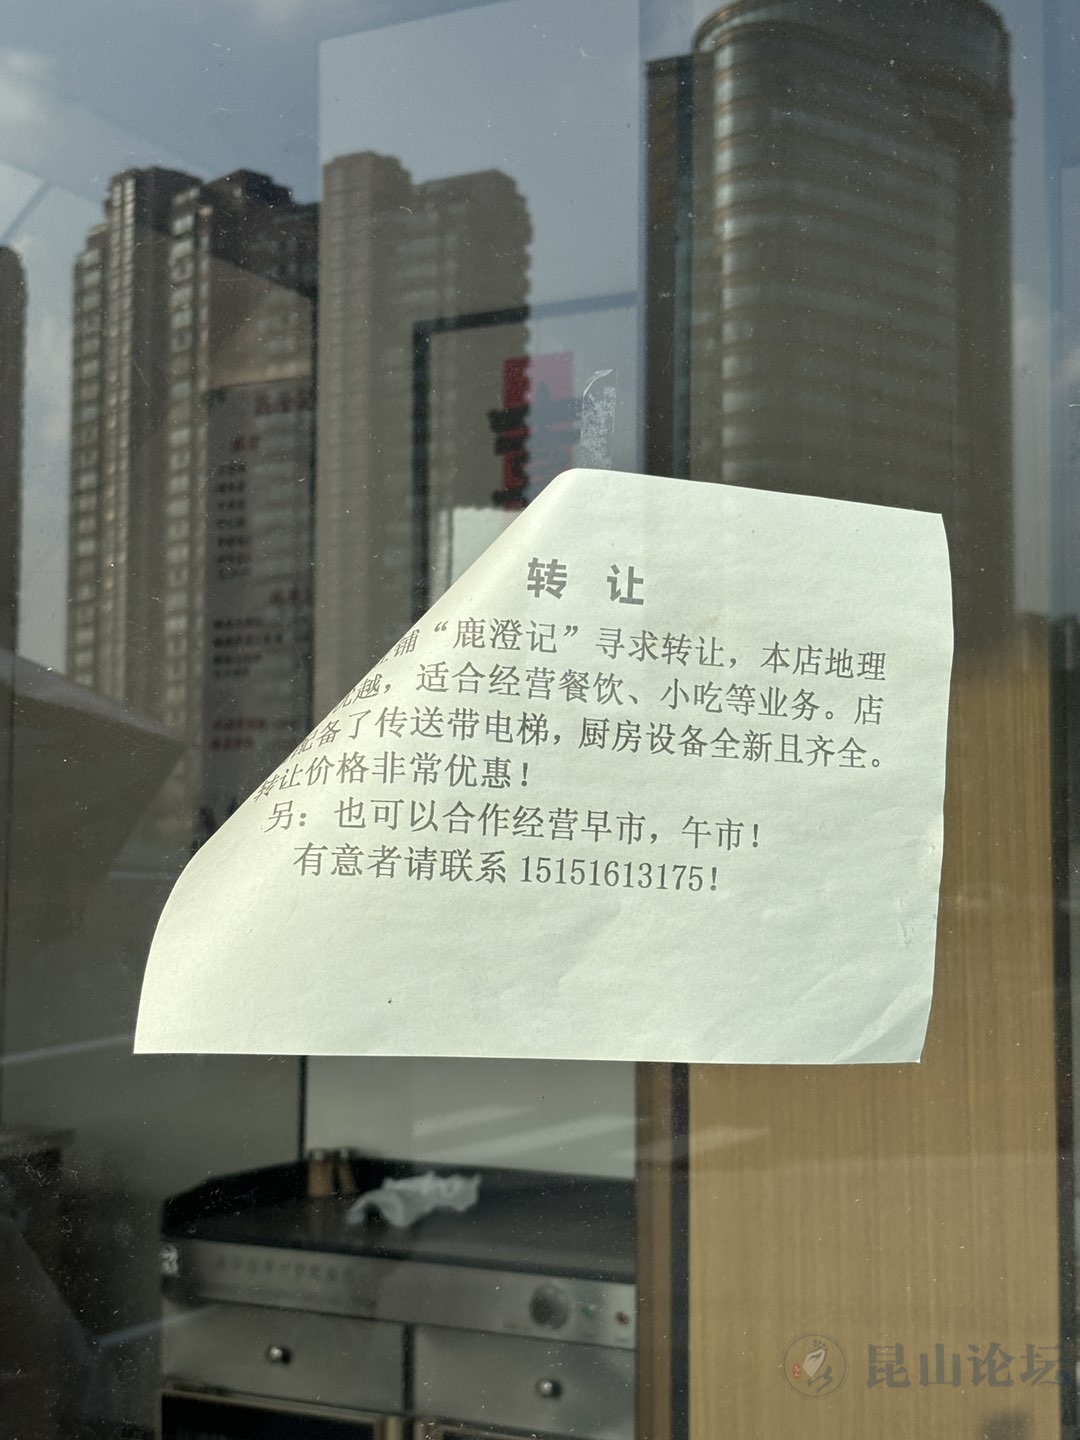 转 让
铺“鹿澄记”寻求转让，本店地理
优越，适合经营餐饮、小吃等业务。店
配备了传送带电梯，厨房设备全新且齐全。
转让价格非常优惠！
另：也可以合作经营早市，午市！
有意者请联系 15151613175！
昆山论坛